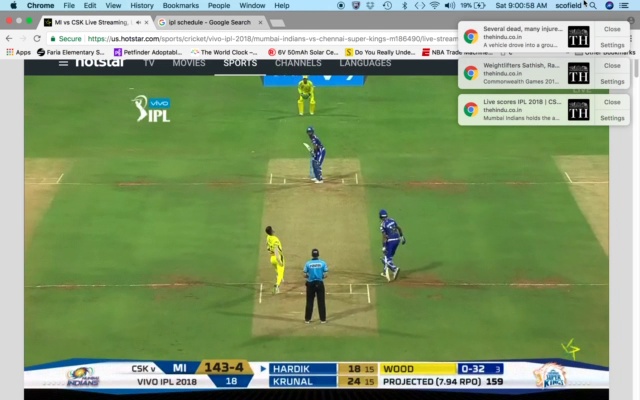 Chrome File Edit View History Bookmarks People Window Help 19% Sat 9:00:58 AM scofield
MI vs CSK Live Streaming, ipl schedule - Google Search
Secure https://us.hotstar.com/sports/cricket/vivo-ipl-2018/mumbai-indians-vs-chennai-super-kings-m186490/live-stream
Apps Faria Elementary S Petfinder Adoptabl The World Clock 6V 50mAh Solar Ce Do You Really Unde NBA Trade Machine Other Bookmarks
hotstar TV MOVIES SPORTS CHANNELS LANGUAGES
Several dead, many injure...
thehindu.co.in
A vehicle drove into a grou...
TH
Close
Settings
Weightlifters Sathish, Ra...
thehindu.co.in
Commonwealth Games 201...
TH
Close
Settings
Live scores IPL 2018 | CS...
thehindu.co.in
Mumbai Indians holds a...
TH
Close
Settings
VIVO
IPL
CSK v MI 143-4 HARDIK 18 15 WOOD 0-32 3
VIVO IPL 2018 18 KRUNAL 24 15 PROJECTED (7.94 RPO) 159